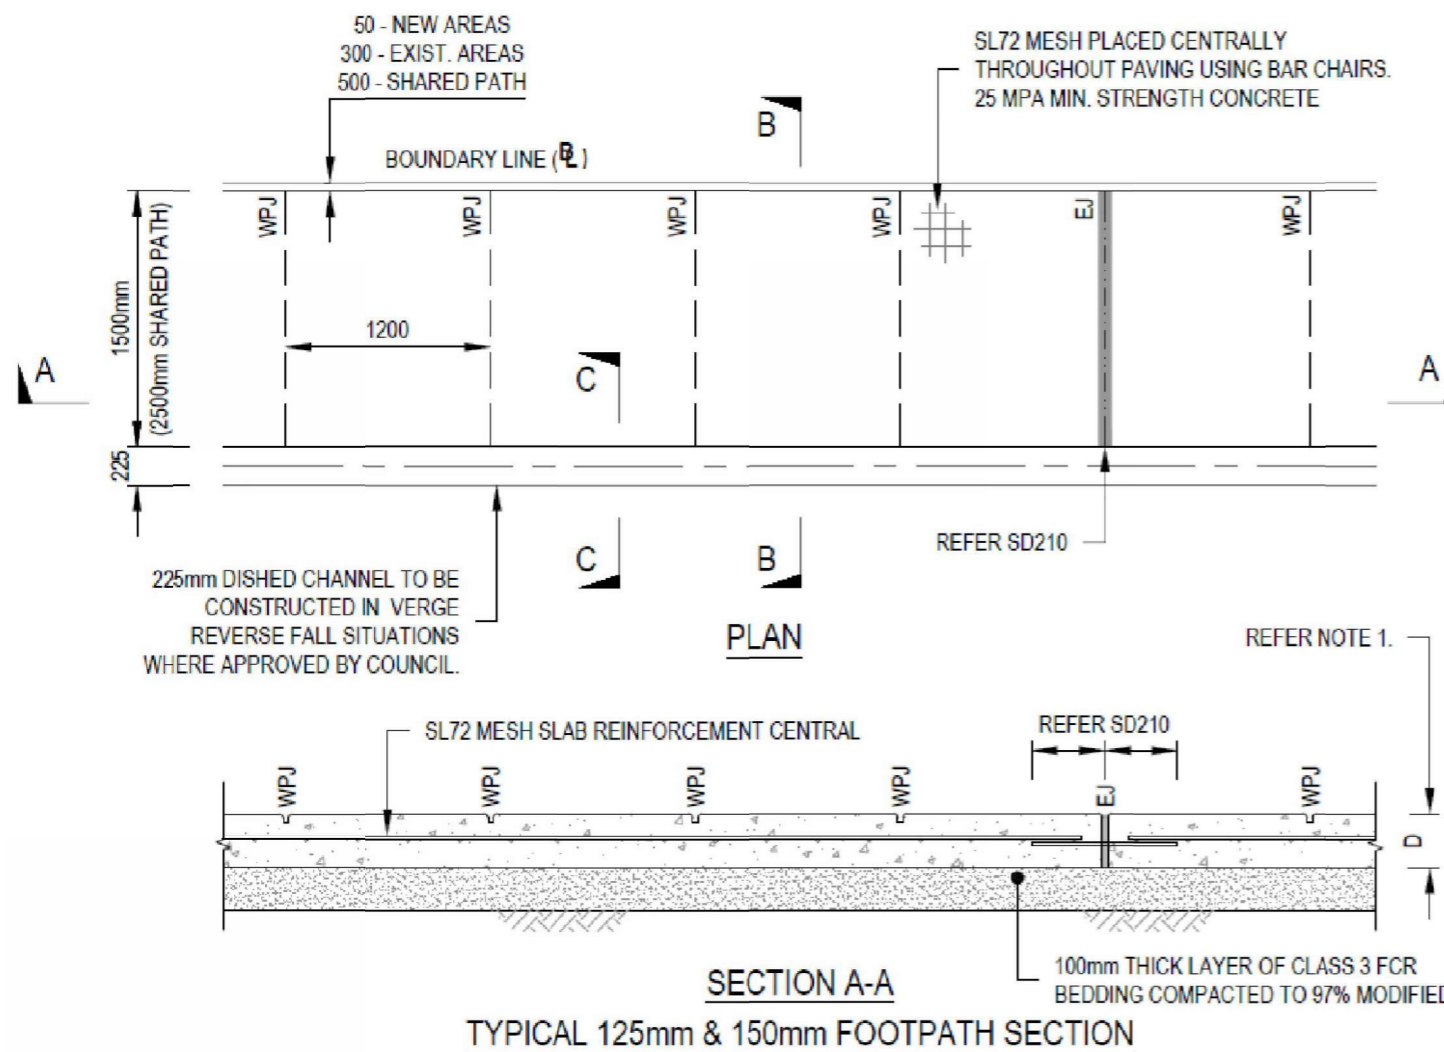 50 - NEW AREAS
300 - EXIST. AREAS
500 - SHARED PATH
SL72 MESH PLACED CENTRALLY
THROUGHOUT PAVING USING BAR CHAIRS.
25 MPA MIN. STRENGTH CONCRETE
B
BOUNDARY LINE (BL)
WPJ
WPJ
WPJ
WPJ
EJ
WPJ
1500mm
(2500mm SHARED PATH)
1200
A
C
A
225
REFER SD210
C
B
225mm DISHED CHANNEL TO BE
CONSTRUCTED IN VERGE
REVERSE FALL SITUATIONS
WHERE APPROVED BY COUNCIL.
PLAN
REFER NOTE 1.
SL72 MESH SLAB REINFORCEMENT CENTRAL
REFER SD210
WPJ
WPJ
WPJ
WPJ
EJ
WPJ
D
100mm THICK LAYER OF CLASS 3 FCR
BEDDING COMPACTED TO 97% MODIFIED
SECTION A-A
TYPICAL 125mm & 150mm FOOTPATH SECTION